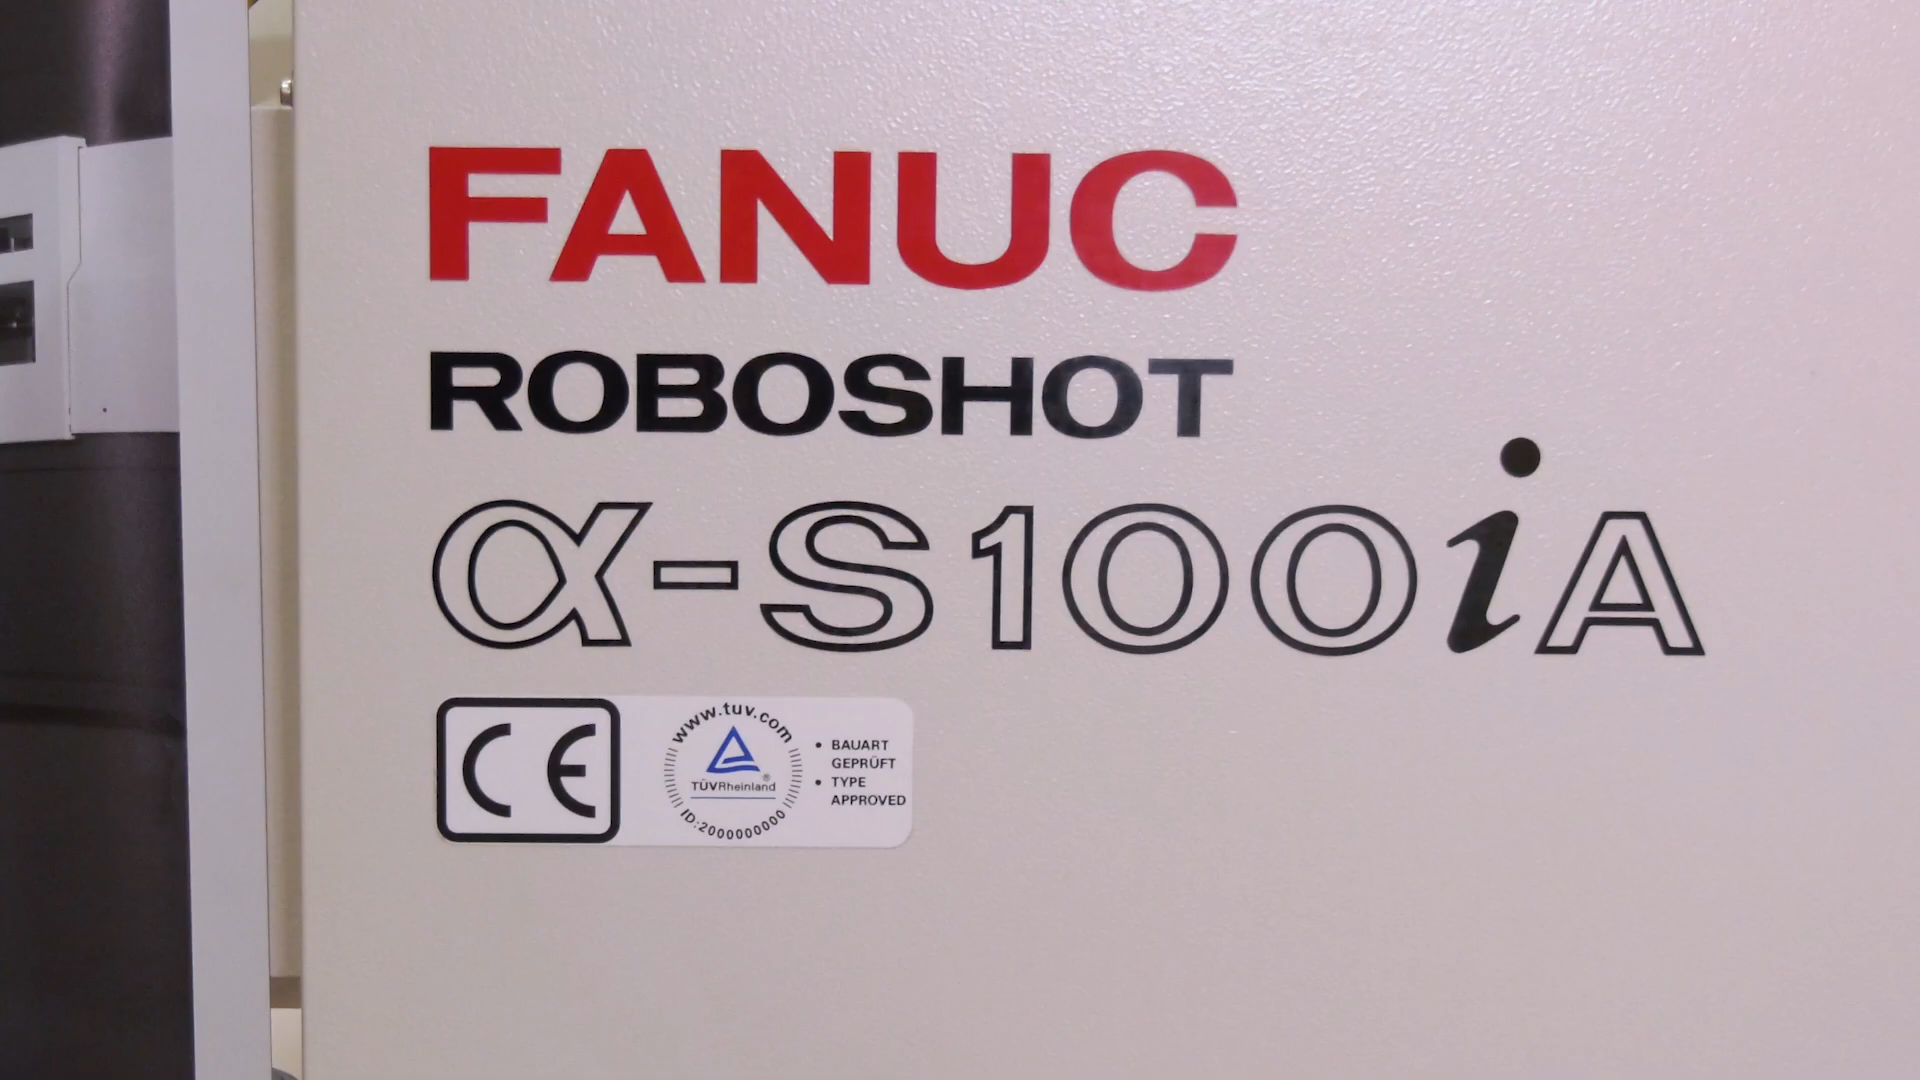 FANUC
ROBOSHOT
α-S100iA
CE
www.tuv.com
TÜVRheinland®
ID:2000000000
• BAUART
GEPRÜFT
• TYPE
APPROVED